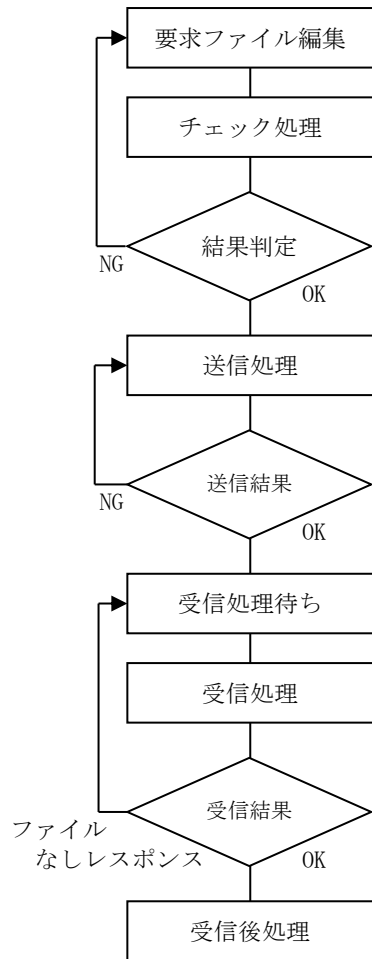 要求ファイル編集
チェック処理
結果判定
NG
OK
送信処理
送信結果
NG
OK
受信処理待ち
受信処理
受信結果
ファイル
なしレスポンス
OK
受信後処理